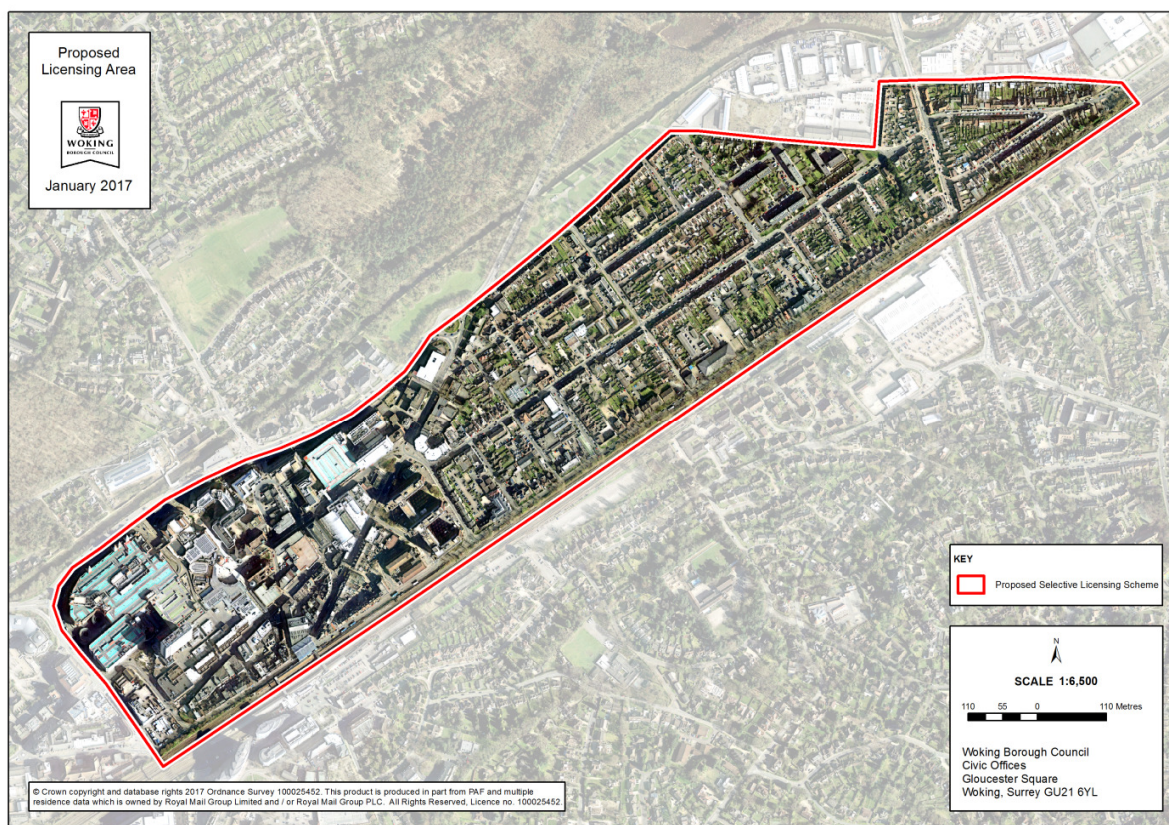 Proposed
Licensing Area
WOKING
BOROUGH COUNCIL
January 2017
KEY
Proposed Selective Licensing Scheme
N
SCALE 1:6,500
110 55 0 110 Metres
Woking Borough Council
Civic Offices
Gloucester Square
Woking, Surrey GU21 6YL
© Crown copyright and database rights 2017 Ordnance Survey 100025452. This product is produced in part from PAF and multiple
residence data which is owned by Royal Mail Group Limited and / or Royal Mail Group PLC. All Rights Reserved, Licence no. 100025452.